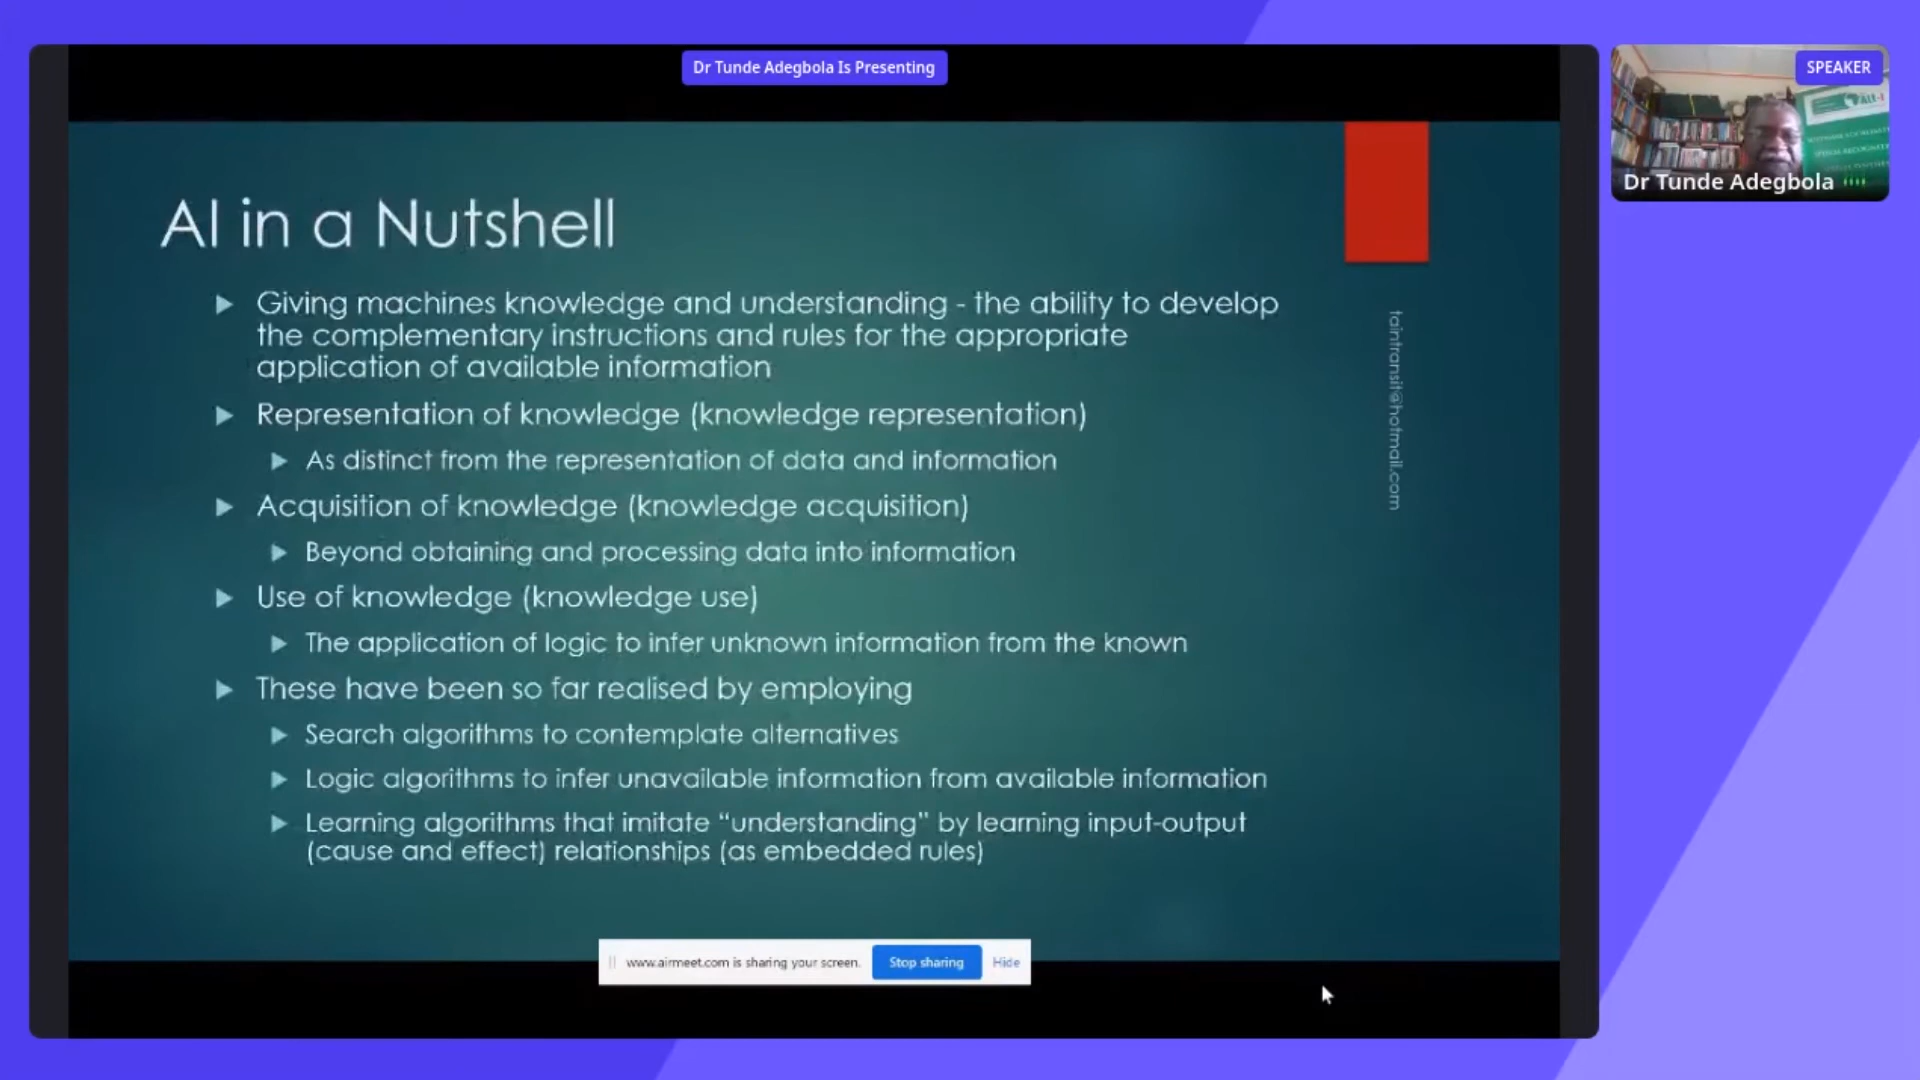 Dr Tunde Adegbola Is Presenting
SPEAKER
Dr Tunde Adegbola
AI in a Nutshell
Giving machines knowledge and understanding - the ability to develop
the complementary instructions and rules for the appropriate
application of available information
Representation of knowledge (knowledge representation)
As distinct from the representation of data and information
Acquisition of knowledge (knowledge acquisition)
Beyond obtaining and processing data into information
Use of knowledge (knowledge use)
The application of logic to infer unknown information from the known
These have been so far realised by employing
Search algorithms to contemplate alternatives
Logic algorithms to infer unavailable information from available information
Learning algorithms that imitate “understanding” by learning input-output
(cause and effect) relationships (as embedded rules)
taintransit@hotmail.com
www.airmeet.com is sharing your screen.
Stop sharing
Hide